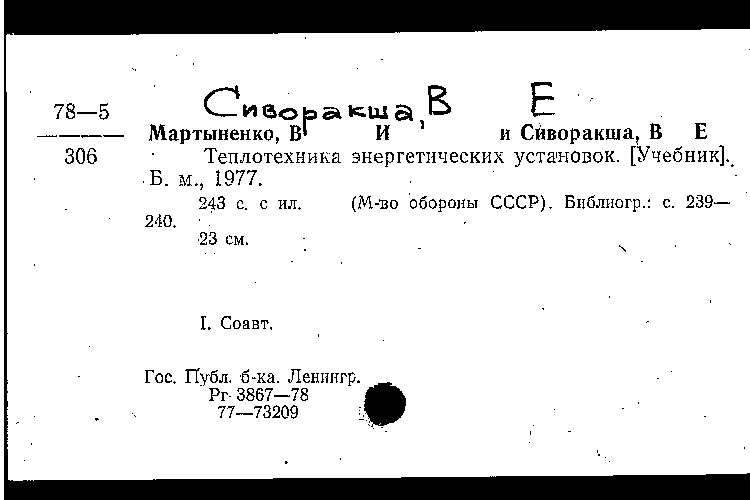 Сиворакша, В Е
78—5
306
Мартыненко, В И и Сиворакша, В Е
Теплотехника энергетических установок. [Учебник].
Б. м., 1977.
243 с. с ил. (М-во обороны СССР). Библиогр.: с. 239—
240.
23 см.
I. Соавт.
Гос. Публ. б-ка. Ленингр.
Рг 3867—78
77—73209